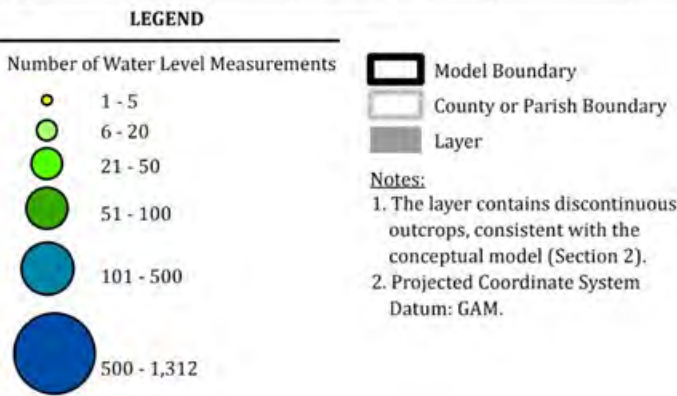 LEGEND
Number of Water Level Measurements
1 - 5
6 - 20
21 - 50
51 - 100
101 - 500
500 - 1,312
Model Boundary
County or Parish Boundary
Layer
Notes:
1. The layer contains discontinuous
outcrops, consistent with the
conceptual model (Section 2).
2. Projected Coordinate System
Datum: GAM.